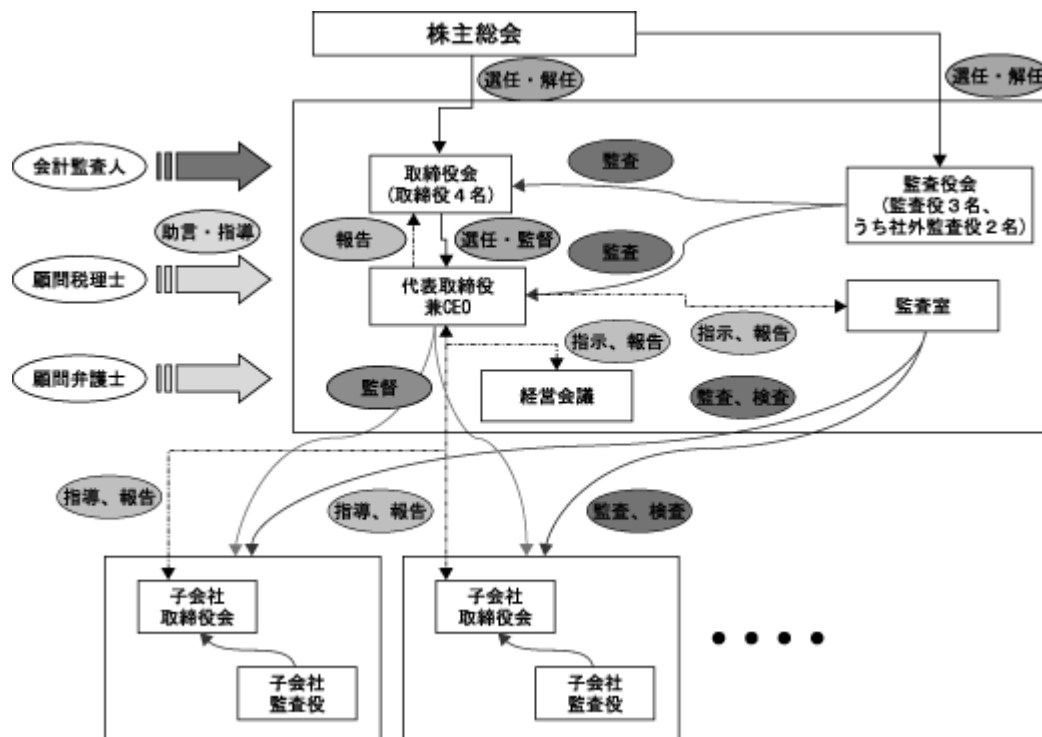 株主総会
選任・解任
選任・解任
会計監査人
取締役会
(取締役4名)
監査
監査役会
(監査役3名、
うち社外監査役2名)
助言・指導
報告
選任・監督
監査
顧問税理士
代表取締役
兼CEO
監査室
指示、報告
指示、報告
顧問弁護士
監督
経営会議
監査、検査
指導、報告
指導、報告
監査、検査
子会社
取締役会
子会社
取締役会
子会社
監査役
子会社
監査役